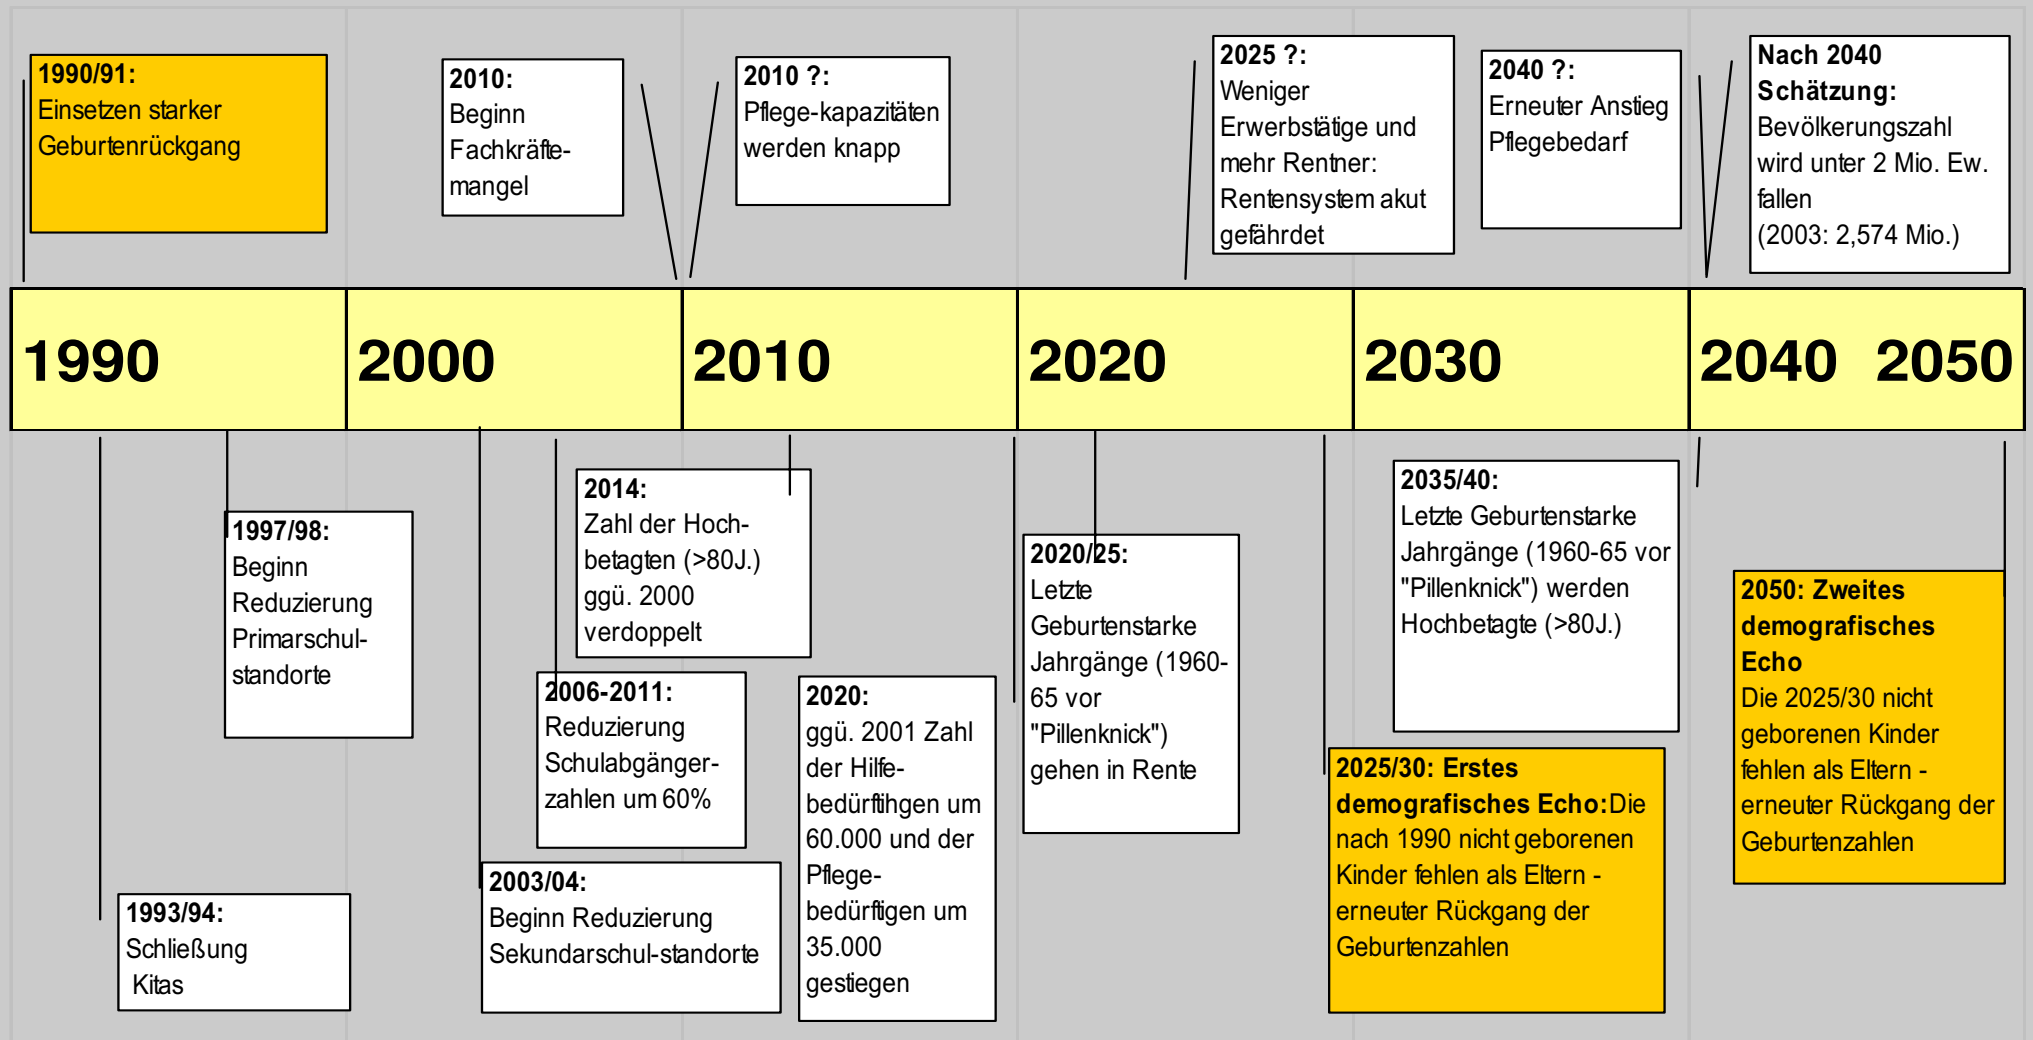 1990/91:
Einsetzen starker
Geburtenrückgang
2010:
Beginn
Fachkräfte-
mangel
2010 ?:
Pflege-kapazitäten
werden knapp
2025 ?:
Weniger
Erwerbstätige und
mehr Rentner:
Rentensystem akut
gefährdet
2040 ?:
Erneuter Anstieg
Pflegebedarf
Nach 2040
Schätzung:
Bevölkerungszahl
wird unter 2 Mio. Ew.
fallen
(2003: 2,574 Mio.)
1990 2000 2010 2020 2030 2040 2050
1997/98:
Beginn
Reduzierung
Primarschul-
standorte
1993/94:
Schließung
Kitas
2014:
Zahl der Hoch-
betagten (>80J.)
ggü. 2000
verdoppelt
2006-2011:
Reduzierung
Schulabgänger-
zahlen um 60%
2003/04:
Beginn Reduzierung
Sekundarschul-standorte
2020:
ggü. 2001 Zahl
der Hilfe-
bedürftihgen um
60.000 und der
Pflege-
bedürftigen um
35.000
gestiegen
2020/25:
Letzte
Geburtenstarke
Jahrgänge (1960-
65 vor
"Pillenknick")
gehen in Rente
2035/40:
Letzte Geburtenstarke
Jahrgänge (1960-65 vor
"Pillenknick") werden
Hochbetagte (>80J.)
2025/30: Erstes
demografisches Echo:Die
nach 1990 nicht geborenen
Kinder fehlen als Eltern -
erneuter Rückgang der
Geburtenzahlen
2050: Zweites
demografisches
Echo
Die 2025/30 nicht
geborenen Kinder
fehlen als Eltern -
erneuter Rückgang der
Geburtenzahlen